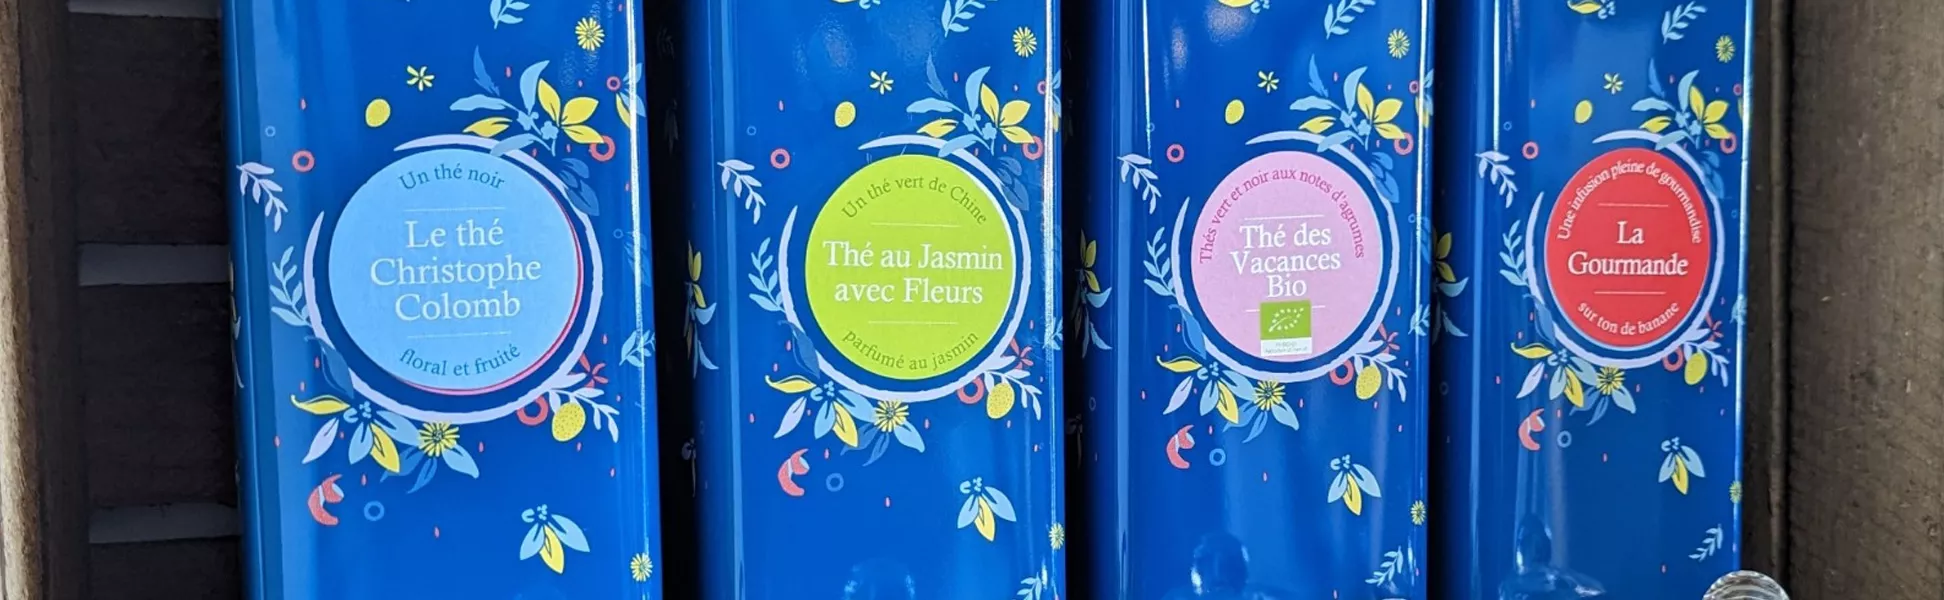 Un thé noir
Le thé
Christophe
Colomb
floral et fruité
Un thé vert de Chine
Thé au Jasmin
avec Fleurs
parfumé au jasmin
Thés vert et noir aux notes d'agrumes
Thé des
Vacances
Bio
Une infusion pleine de gourmandise
La
Gourmande
sur ton de banane